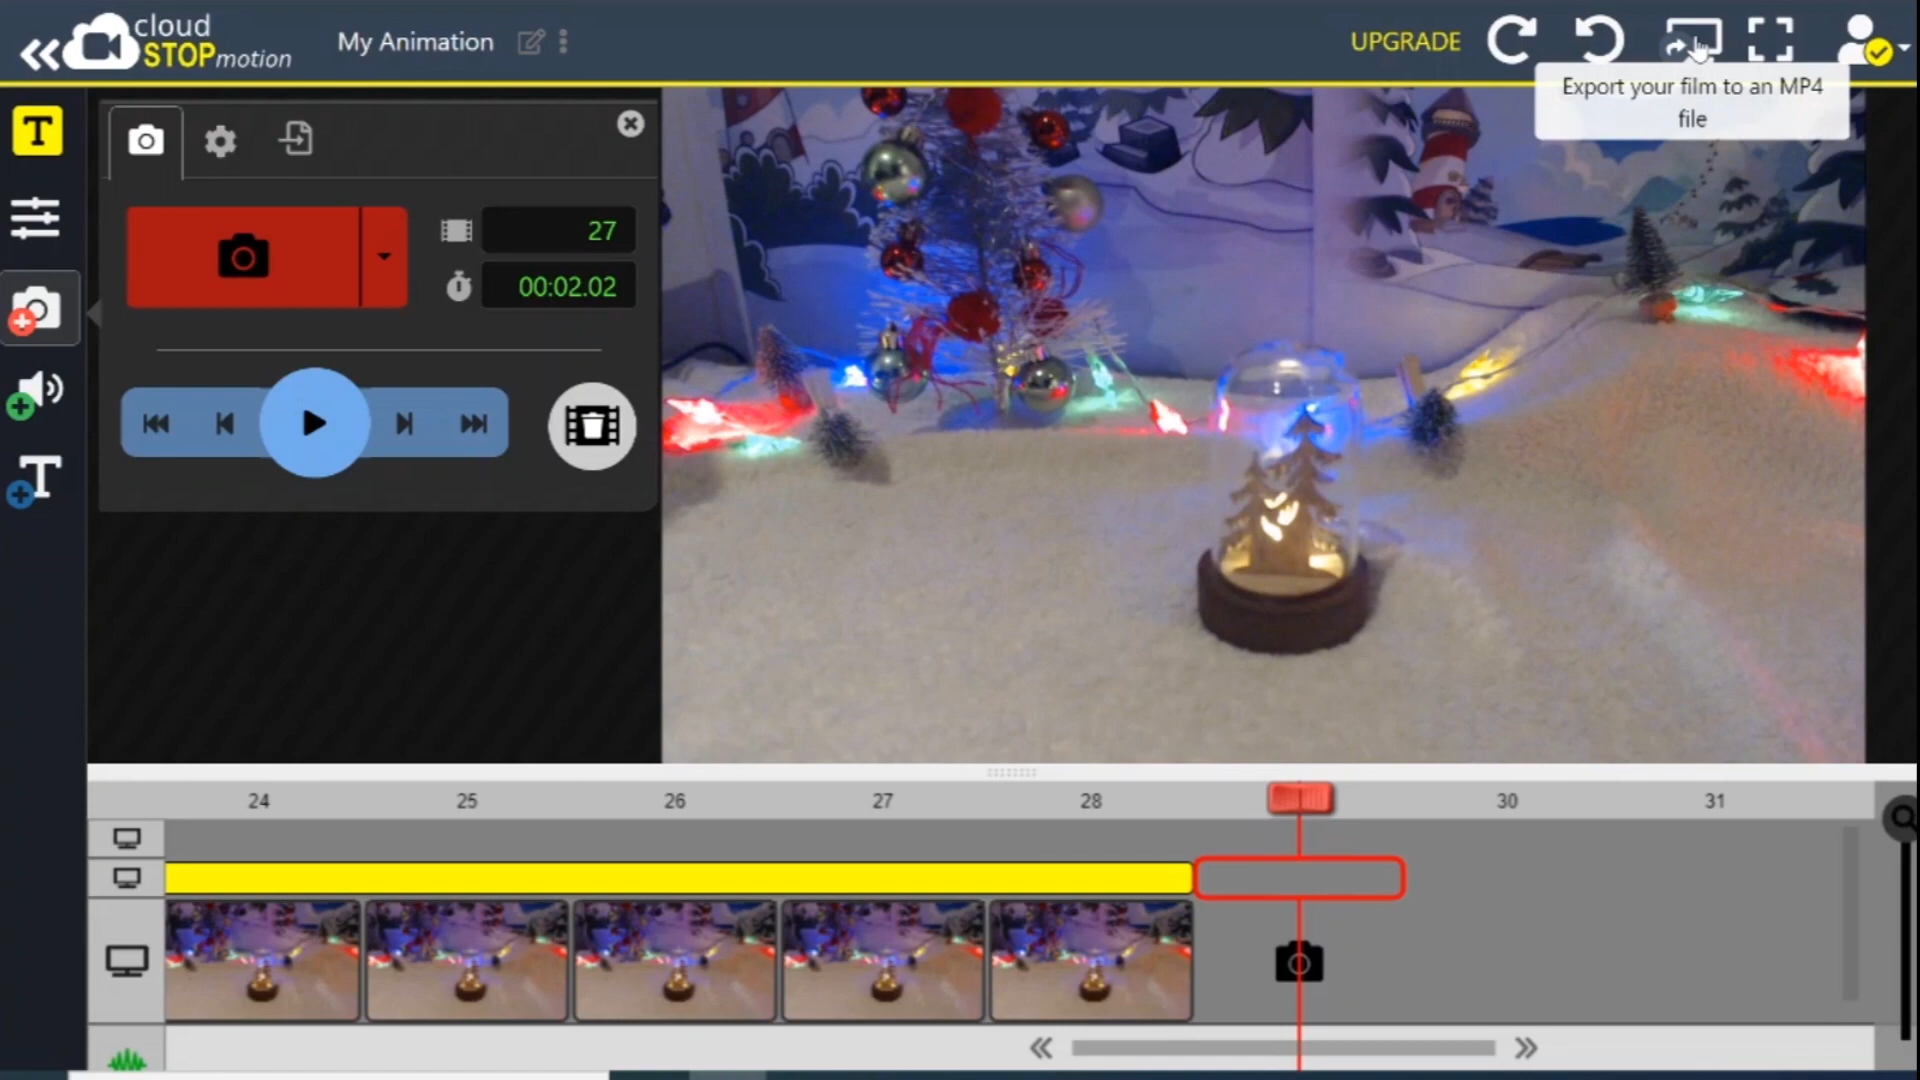 cloud
STOPmotion
My Animation
UPGRADE
Export your film to an MP4
file
T
27
00:02.02
T
24
25
26
27
28
30
31